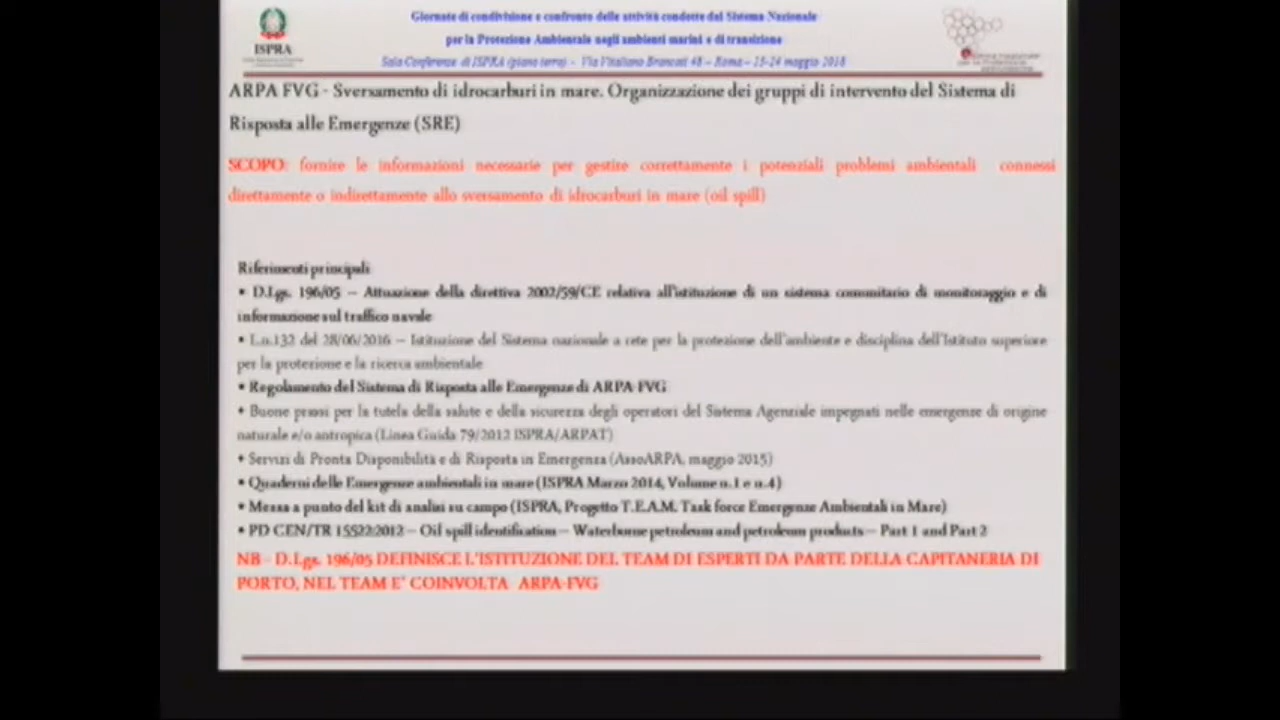 Giornate di condivisione e confronto delle attività condotte dal Sistema Nazionale
per la Protezione Ambientale negli ambienti marini e di transizione
Sala Conferenze di ISPRA (piano terra) - Via Vitaliano Brancati 48 – Roma – 15-24 maggio 2018
ISPRA
ARPA FVG - Sversamento di idrocarburi in mare. Organizzazione dei gruppi di intervento del Sistema di
Risposta alle Emergenze (SRE)
SCOPO: fornire le informazioni necessarie per gestire correttamente i potenziali problemi ambientali connessi
direttamente o indirettamente allo sversamento di idrocarburi in mare (oil spill)
Riferimenti principali
• D.Lgs. 196/05 – Attuazione della direttiva 2002/59/CE relativa all'istituzione di un sistema comunitario di monitoraggio e di
informazione sul traffico navale
• L.n.132 del 28/06/2016 – Istituzione del Sistema nazionale a rete per la protezione dell'ambiente e disciplina dell'Istituto superiore
per la protezione e la ricerca ambientale
• Regolamento del Sistema di Risposta alle Emergenze di ARPA-FVG
• Buone prassi per la tutela della salute e della sicurezza degli operatori del Sistema Agenziale impegnati nelle emergenze di origine
naturale e/o antropica (Linea Guida 79/2012 ISPRA/ARPAT)
• Servizi di Pronta Disponibilità e di Risposta in Emergenza (AssoARPA, maggio 2015)
• Quaderni delle Emergenze ambientali in mare (ISPRA Marzo 2014, Volume n.1 e n.4)
• Messa a punto del kit di analisi su campo (ISPRA, Progetto T.E.A.M. Task force Emergenze Ambientali in Mare)
• PD CEN/TR 15522:2012 – Oil spill identification – Waterborne petroleum and petroleum products – Part 1 and Part 2
NB - D.Lgs. 196/05 DEFINISCE L'ISTITUZIONE DEL TEAM DI ESPERTI DA PARTE DELLA CAPITANERIA DI
PORTO, NEL TEAM E' COINVOLTA ARPA-FVG